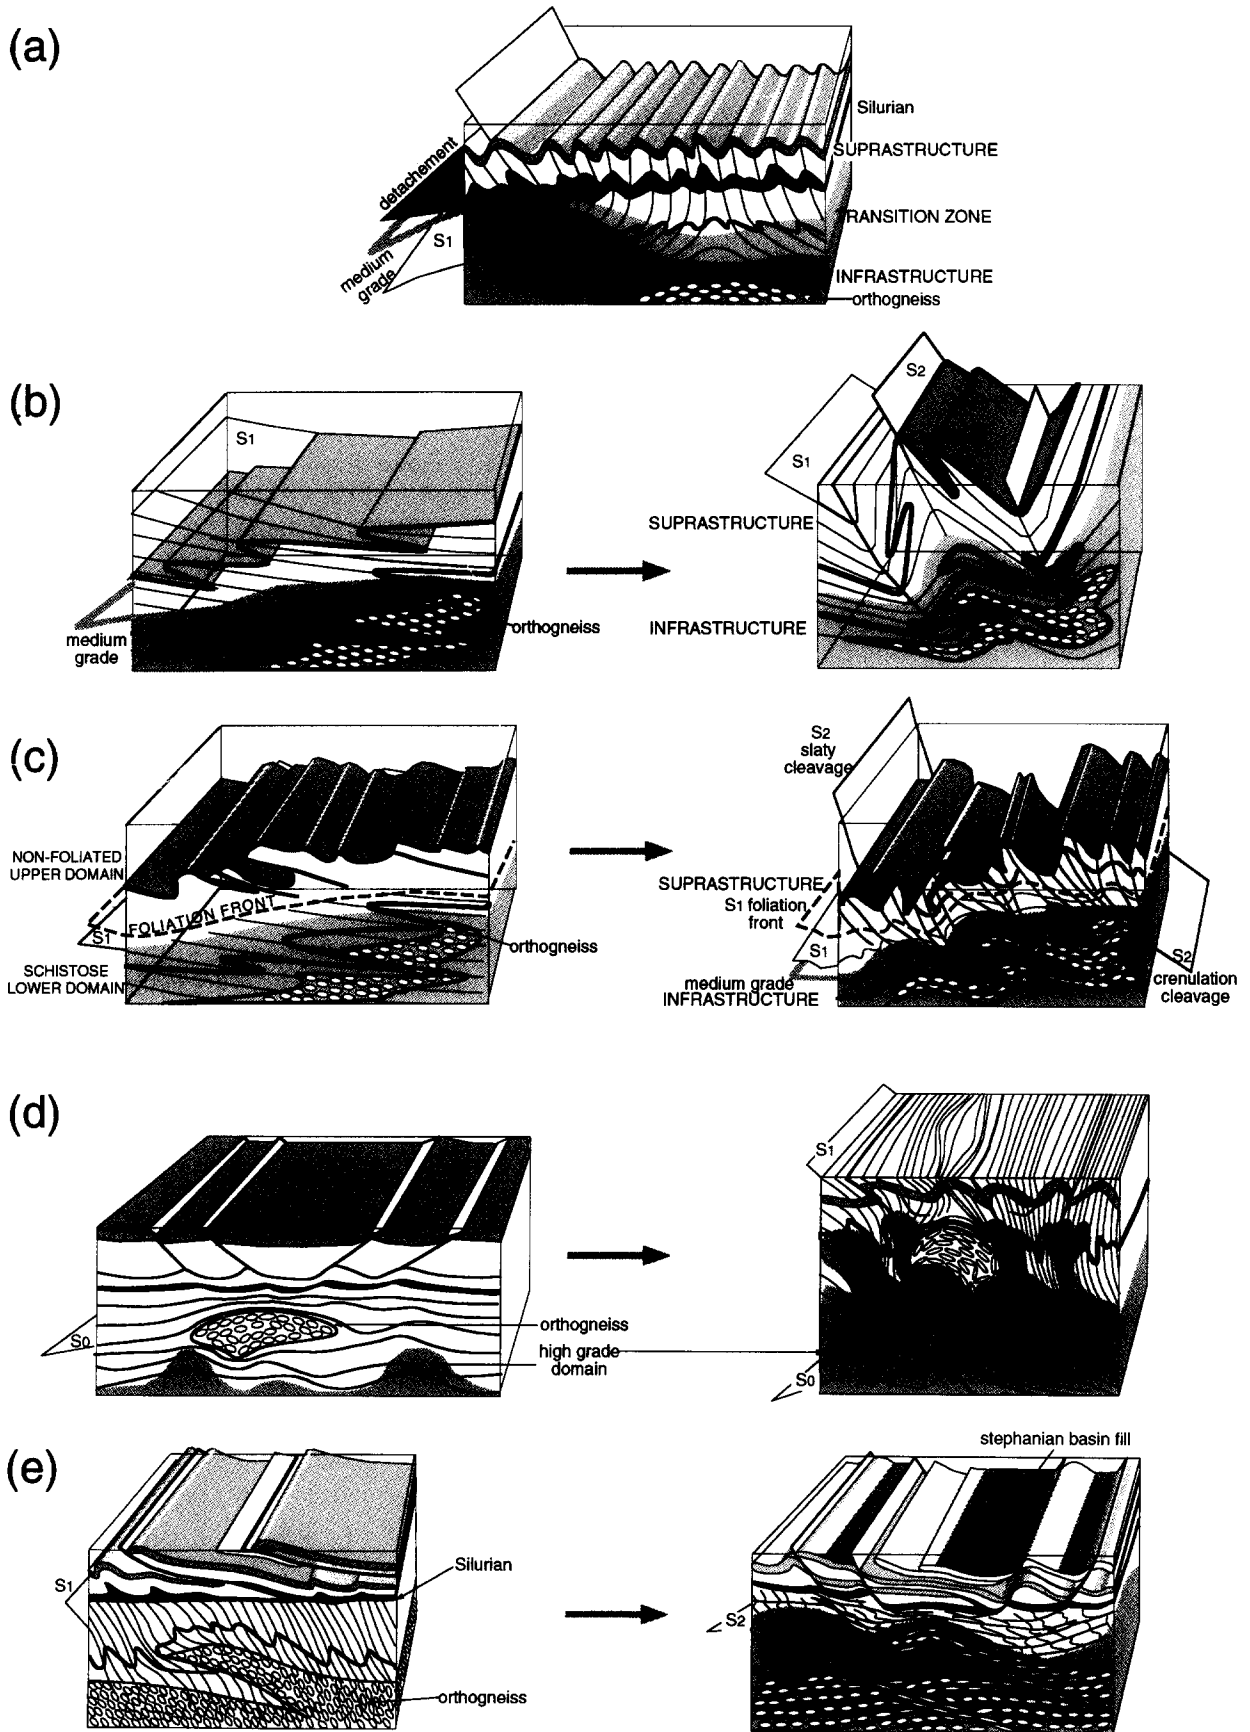 (a)
Silurian
SUPRASTRUCTURE
detachement
TRANSITION ZONE
S1
medium
grade
INFRASTRUCTURE
orthogneiss
(b)
S1
medium
grade
orthogneiss
S2
S1
SUPRASTRUCTURE
INFRASTRUCTURE
(c)
NON-FOLIATED
UPPER DOMAIN
FOLIATION FRONT
S1
orthogneiss
SCHISTOSE
LOWER DOMAIN
S2
slaty
cleavage
SUPRASTRUCTURE
S1 foliation
front
S1
medium grade
INFRASTRUCTURE
S2
crenulation
cleavage
(d)
S0
orthogneiss
high grade
domain
S1
S0
(e)
S1
Silurian
orthogneiss
stephanian basin fill
S2